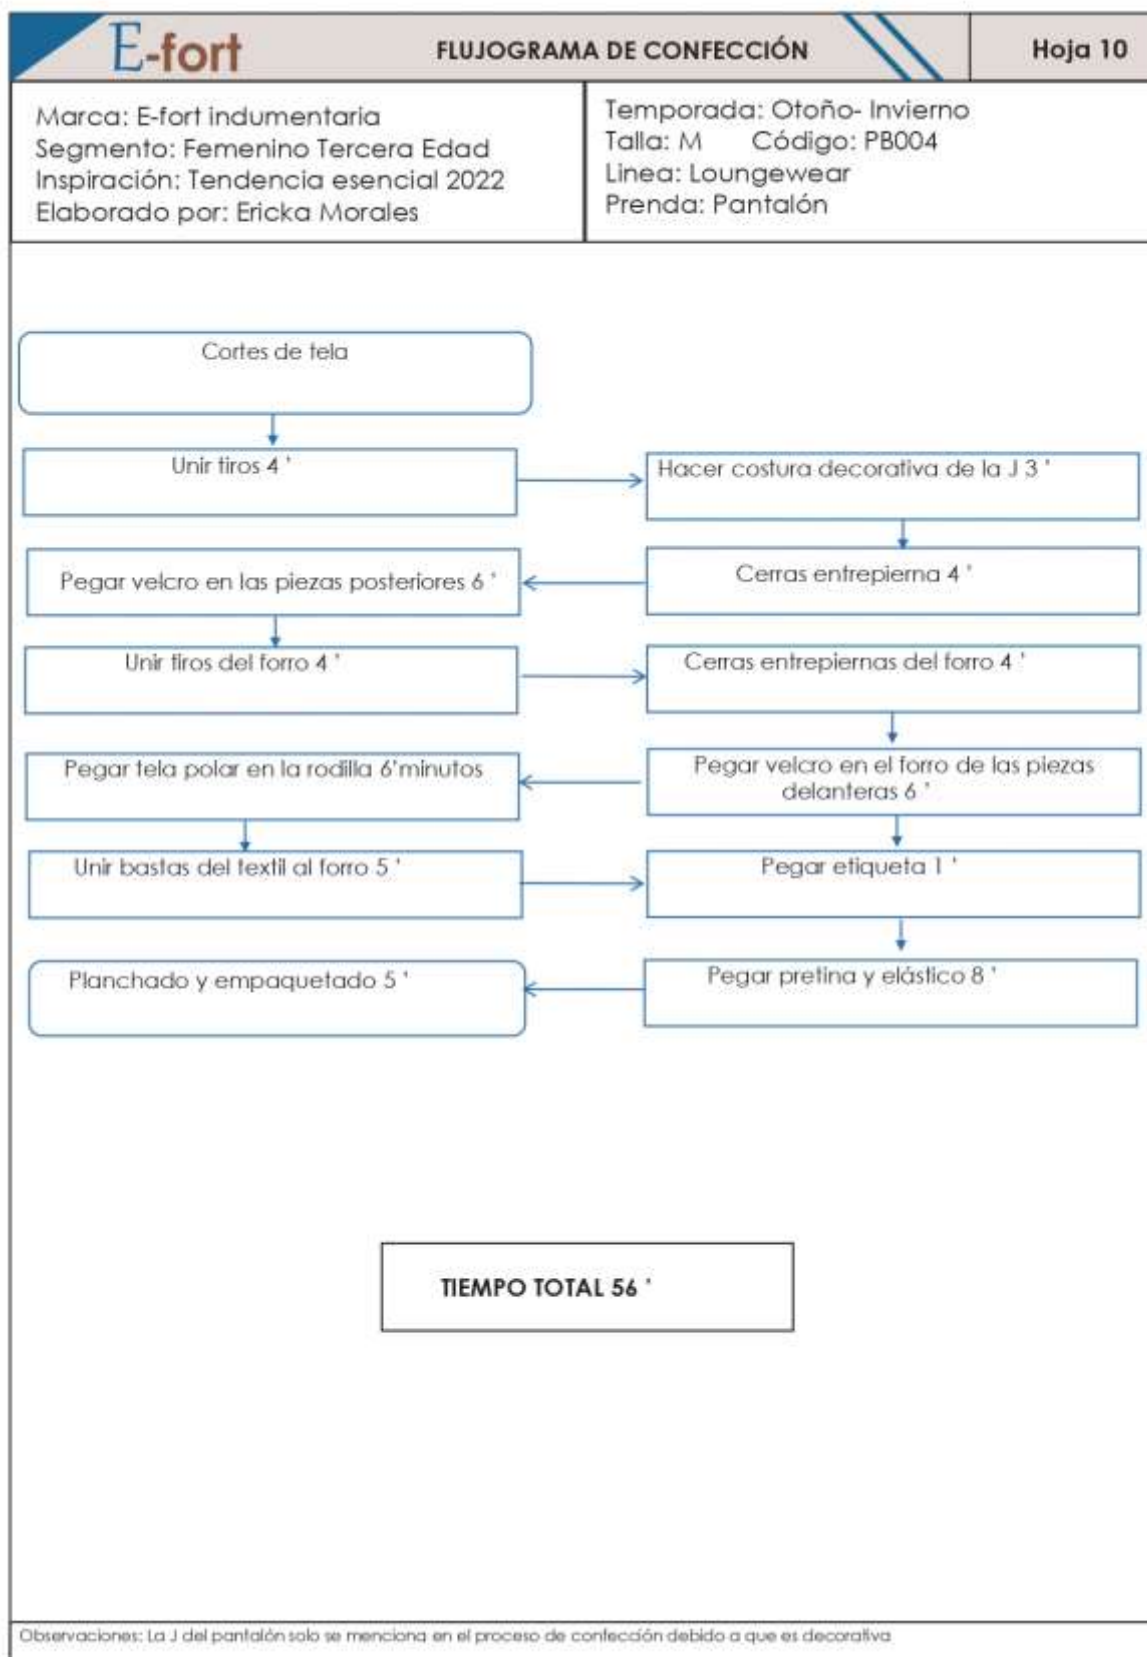 E-fort
FLUJOGRAMA DE CONFECCIÓN
Hoja 10
Marca: E-fort indumentaria
Segmento: Femenino Tercera Edad
Inspiración: Tendencia esencial 2022
Elaborado por: Ericka Morales
Temporada: Otoño- Invierno
Talla: M Código: PB004
Linea: Loungewear
Prenda: Pantalón
Cortes de tela
Unir tiros 4 '
Hacer costura decorativa de la J 3 '
Cerras entrepierna 4 '
Pegar velcro en las piezas posteriores 6 '
Unir tiros del forro 4 '
Cerras entrepiernas del forro 4 '
Pegar velcro en el forro de las piezas
delanteras 6 '
Pegar tela polar en la rodilla 6'minutos
Unir bastas del textil al forro 5 '
Pegar etiqueta 1 '
Pegar pretina y elástico 8 '
Planchado y empaquetado 5 '
TIEMPO TOTAL 56 '
Observaciones: La J del pantalón solo se menciona en el proceso de confección debido a que es decorativa